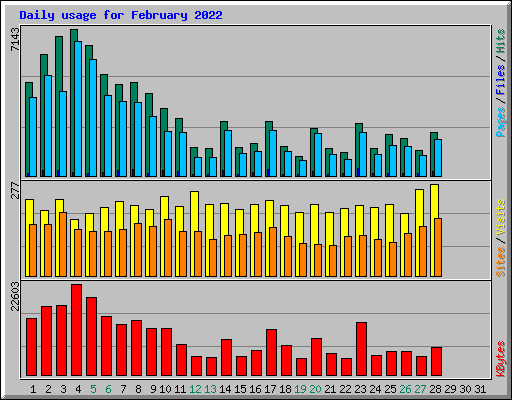 Daily usage for February 2022
7143
Pages / Files / Hits
277
Sites / Visits
22603
KBytes
1 2 3 4 5 6 7 8 9 10 11 12 13 14 15 16 17 18 19 20 21 22 23 24 25 26 27 28 29 30 31